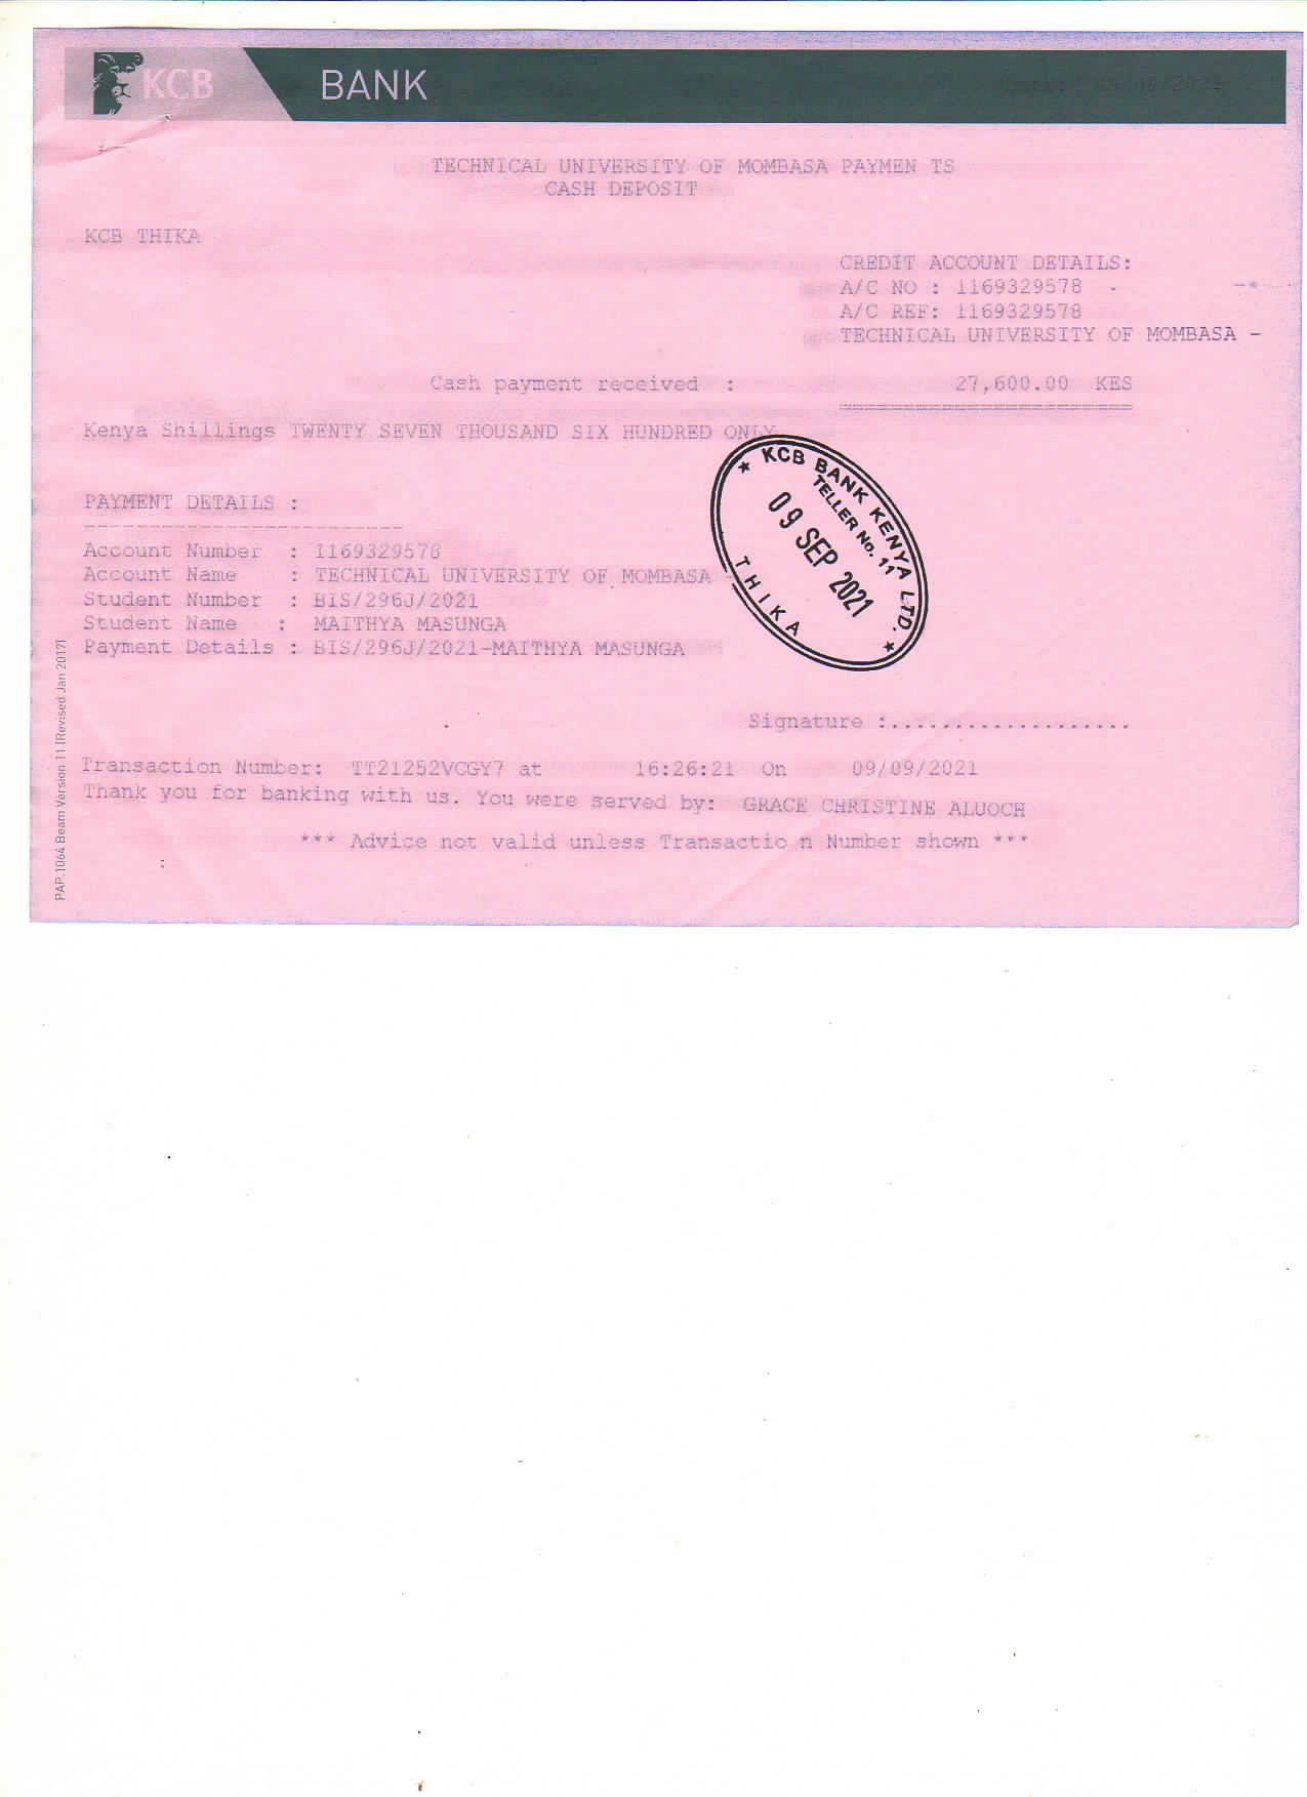 KCB BANK
TECHNICAL UNIVERSITY OF MOMBASA PAYMEN TS
CASH DEPOSIT
KCB THIKA
CREDIT ACCOUNT DETAILS:
A/C NO : 1169329578 -
A/C REF: 1169329578
TECHNICAL UNIVERSITY OF MOMBASA -
Cash payment received : 27,600.00 KES
Kenya Shillings TWENTY SEVEN THOUSAND SIX HUNDRED ONLY
PAYMENT DETAILS :
-------------------------
Account Number : 1169329578
Account Name : TECHNICAL UNIVERSITY OF MOMBASA -
Student Number : BIS/296J/2021
Student Name : MAITHYA MASUNGA
Payment Details : BIS/296J/2021-MAITHYA MASUNGA
★ KCB BANK KENYA LTD. ★
TELLER No. 11
09 SEP 2021
THIKA
Signature :...................
Transaction Number: TT21252VCGY7 at 16:26:21 On 09/09/2021
Thank you for banking with us. You were served by: GRACE CHRISTINE ALUOCH
*** Advice not valid unless Transactio n Number shown ***
PAP.1064 Beam Version 11 (Revised Jan 2017)